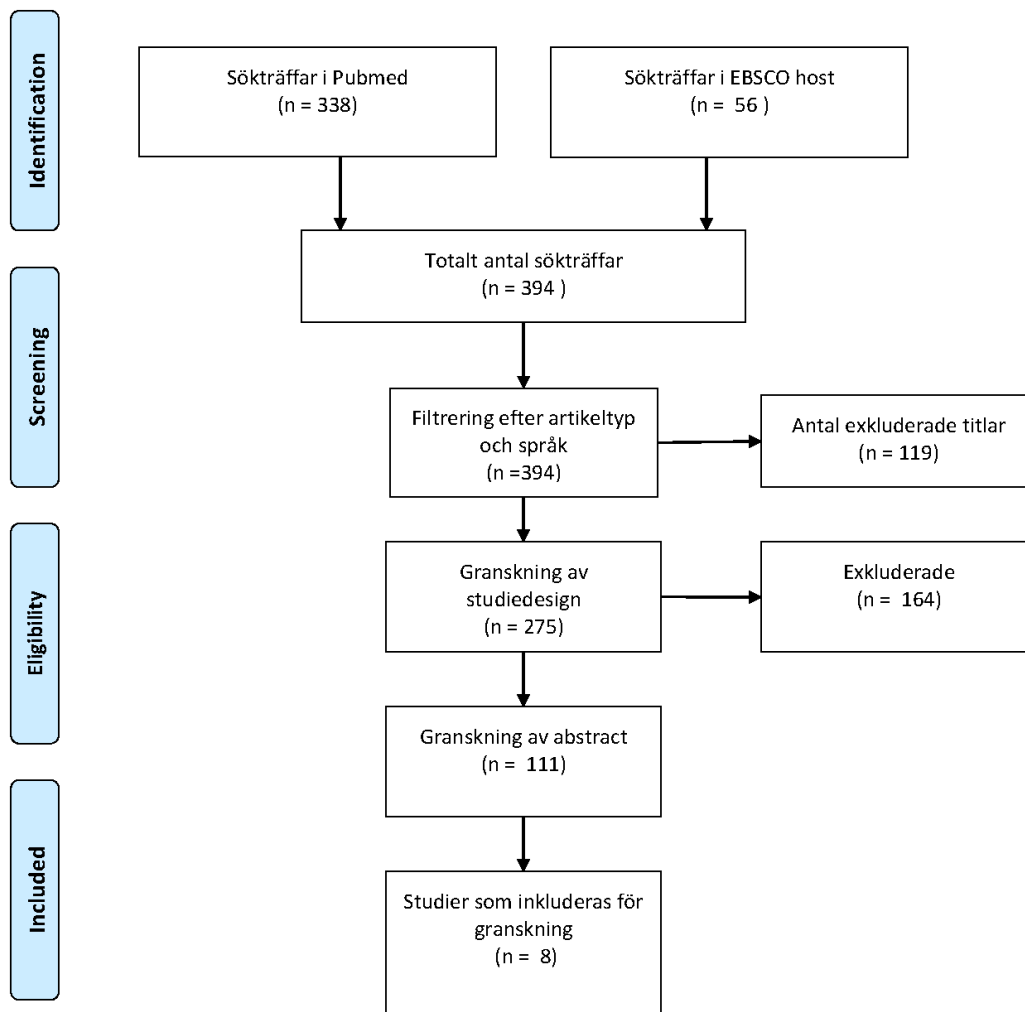 Identification
Sökträffar i Pubmed
(n = 338)
Sökträffar i EBSCO host
(n =  56 )
Screening
Totalt antal sökträffar
(n = 394 )
Filtrering efter artikeltyp
och språk
(n =394)
Antal exkluderade titlar
(n = 119)
Eligibility
Granskning av
studiedesign
(n = 275)
Exkluderade
(n =  164)
Granskning av abstract
(n =  111)
Included
Studier som inkluderas för
granskning
(n =  8)